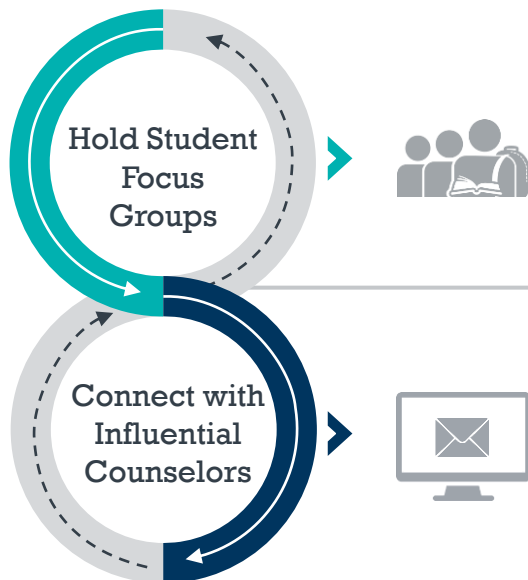 Hold Student
Focus
Groups
Connect with
Influential
Counselors